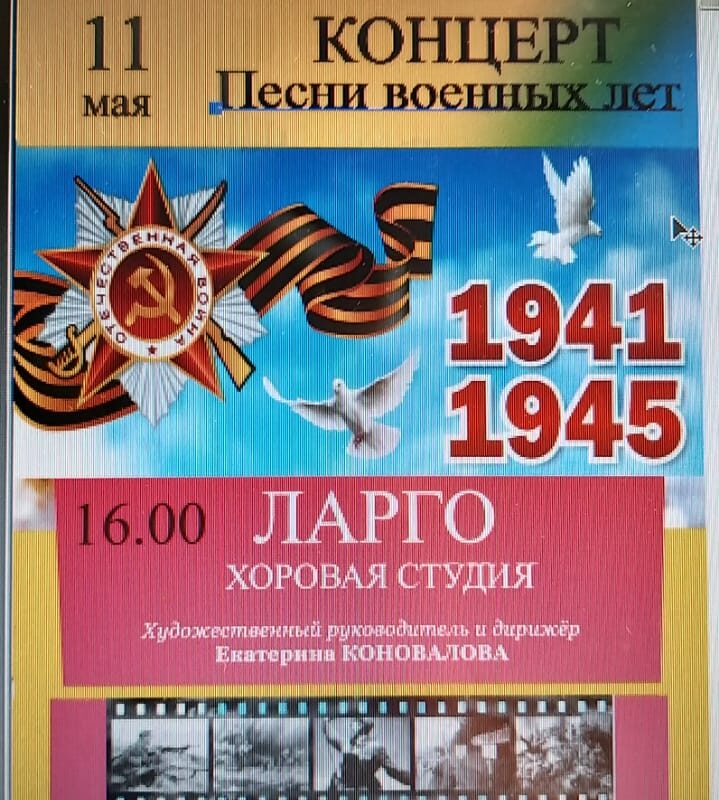 11
мая
КОНЦЕРТ
Песни военных лет
ОТЕЧЕСТВЕННАЯ ВОЙНА
1941
1945
16.00
ЛАРГО
ХОРОВАЯ СТУДИЯ
Художественный руководитель и дирижёр
Екатерина КОНОВАЛОВА